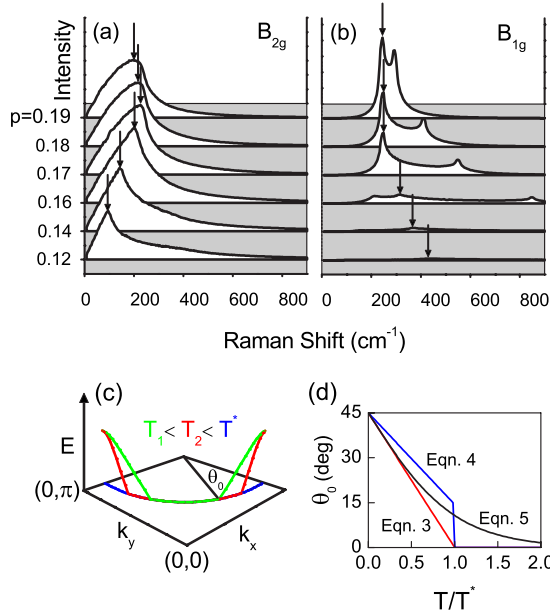 (a) B2g
(b) B1g
Intensity
p=0.19
0.18
0.17
0.16
0.14
0.12
0 200 400 600 800
0 200 400 600 800
Raman Shift (cm-1)
(c)
T1 < T2 < T*
E
θ0
(0,π)
ky
(0,0)
kx
(d)
θ0 (deg)
45
30
15
0
Eqn. 4
Eqn. 3
Eqn. 5
0.0 0.5 1.0 1.5 2.0
T/T*